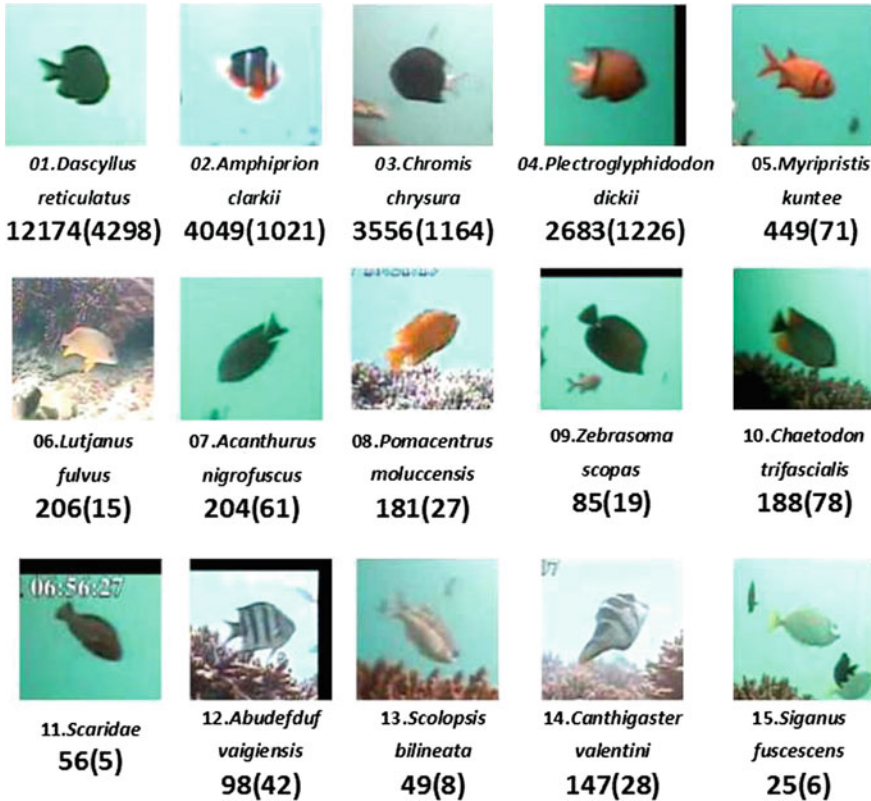 01.Dascyllus
reticulatus
12174(4298)
02.Amphiprion
clarkii
4049(1021)
03.Chromis
chrysura
3556(1164)
04.Plectroglyphidodon
dickii
2683(1226)
05.Myripristis
kuntee
449(71)
06.Lutjanus
fulvus
206(15)
07.Acanthurus
nigrofuscus
204(61)
08.Pomacentrus
moluccensis
181(27)
09.Zebrasoma
scopas
85(19)
10.Chaetodon
trifascialis
188(78)
06:56:27
11.Scaridae
56(5)
12.Abudefduf
vaigiensis
98(42)
13.Scolopsis
bilineata
49(8)
14.Canthigaster
valentini
147(28)
15.Siganus
fuscescens
25(6)